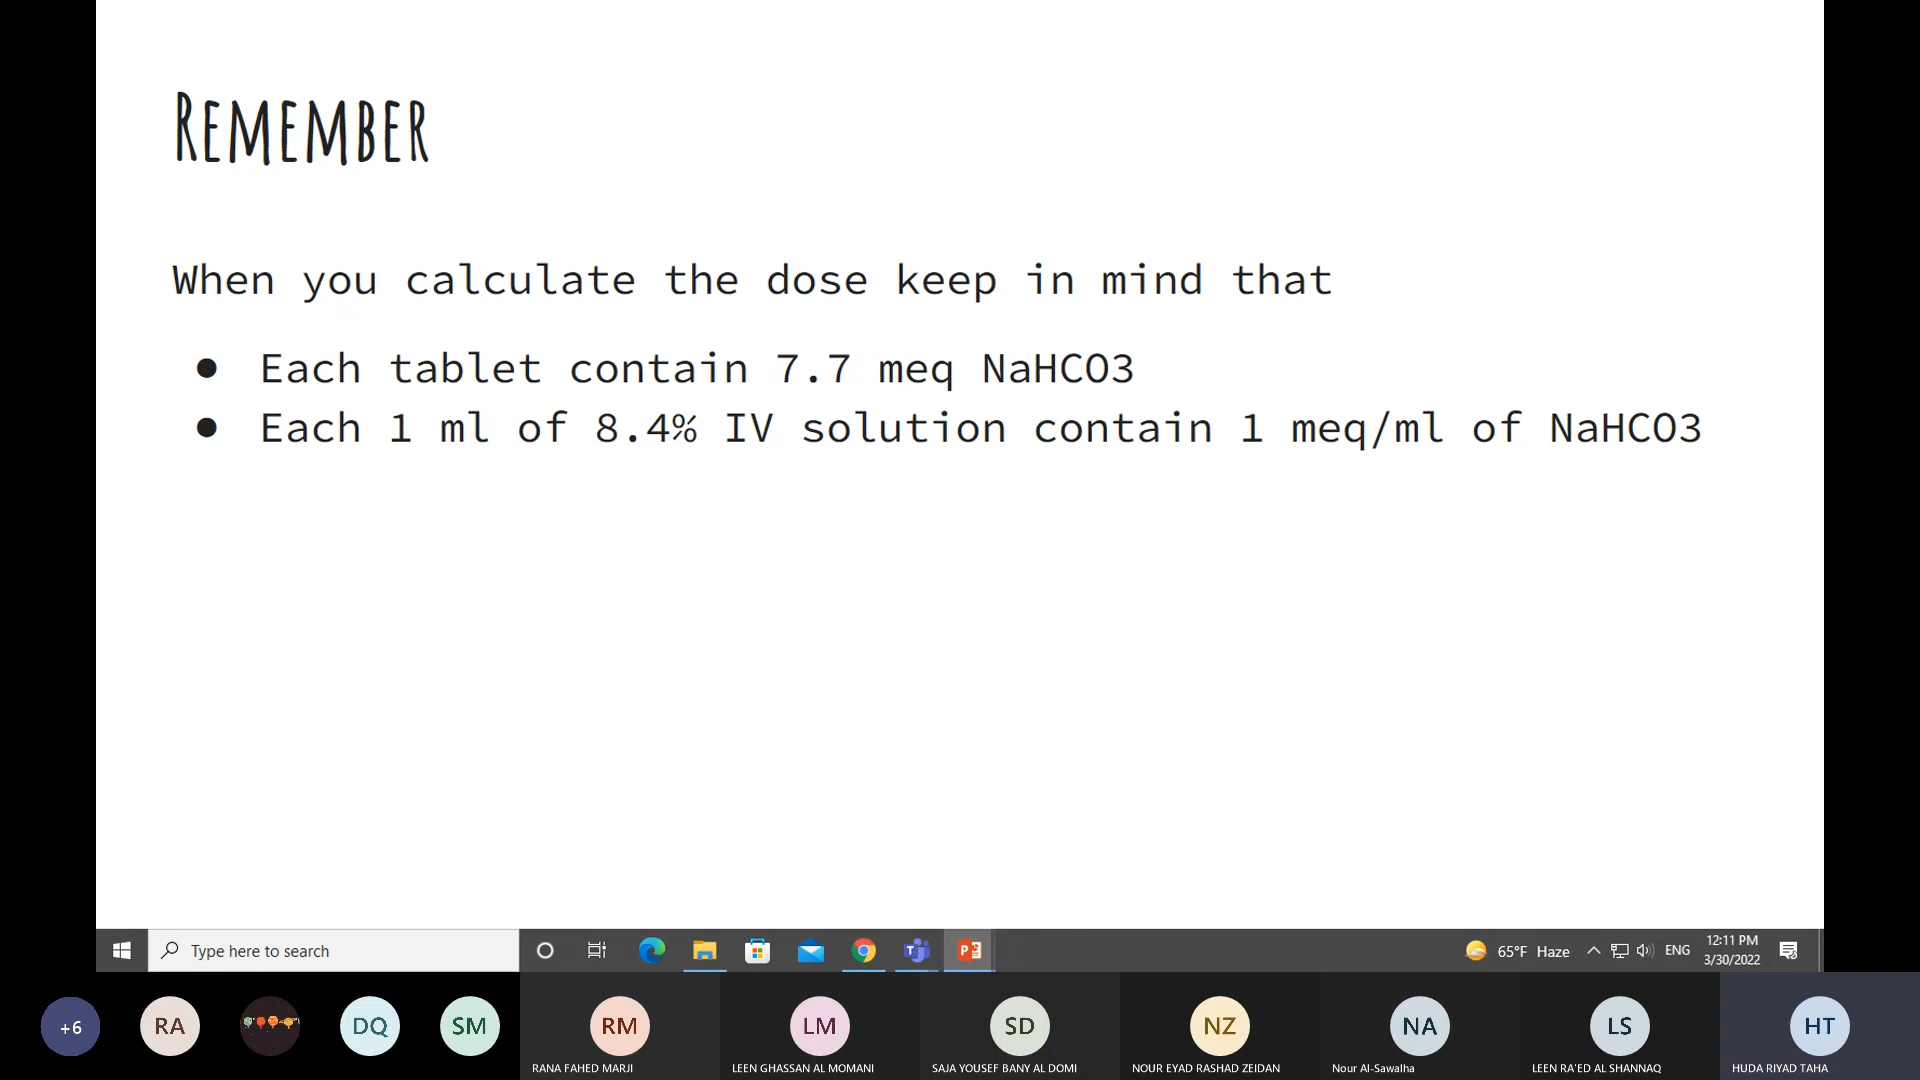 Remember
When you calculate the dose keep in mind that
● Each tablet contain 7.7 meq NaHCO3
● Each 1 ml of 8.4% IV solution contain 1 meq/ml of NaHCO3
Type here to search
65°F Haze
ENG
12:11 PM
3/30/2022
+6
RA
DQ
SM
RM
LM
SD
NZ
NA
LS
HT
RANA FAHED MARJI
LEEN GHASSAN AL MOMANI
SAJA YOUSEF BANY AL DOMI
NOUR EYAD RASHAD ZEIDAN
Nour Al-Sawalha
LEEN RA'ED AL SHANNAQ
HUDA RIYAD TAHA